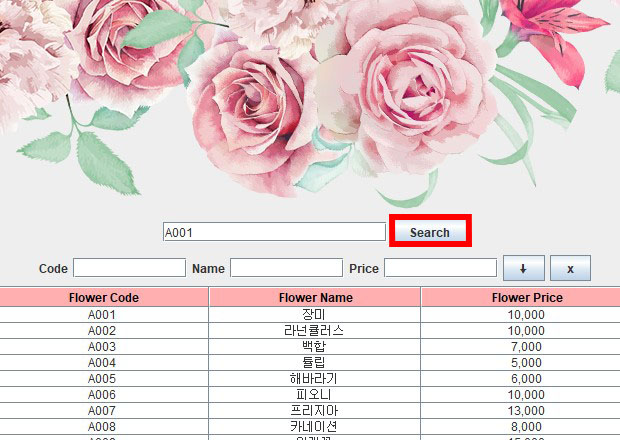 A001 Search
Code Name Price ↓ x
Flower Code Flower Name Flower Price
A001 장미 10,000
A002 라넌큘러스 10,000
A003 백합 7,000
A004 튤립 5,000
A005 해바라기 6,000
A006 피오니 10,000
A007 프리지아 13,000
A008 카네이션 8,000